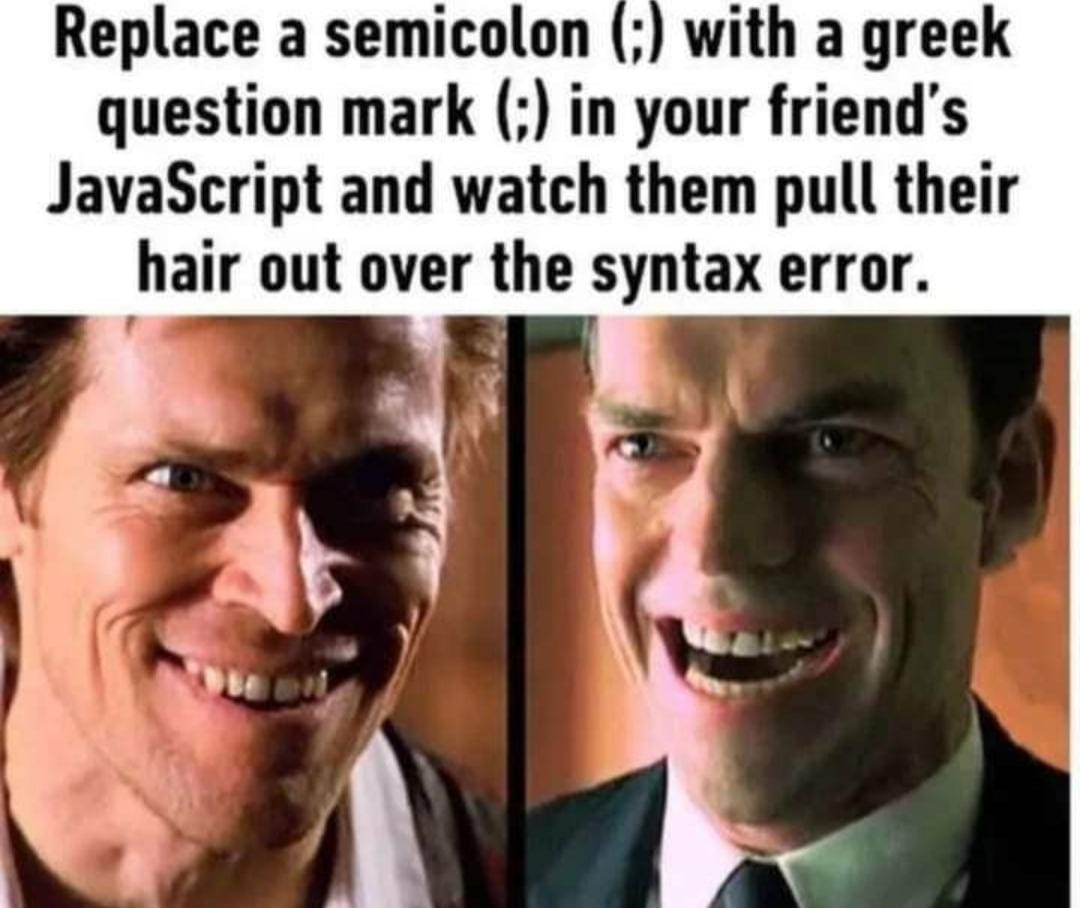 Replace a semicolon (;) with a greek
question mark (;) in your friend's
JavaScript and watch them pull their
hair out over the syntax error.